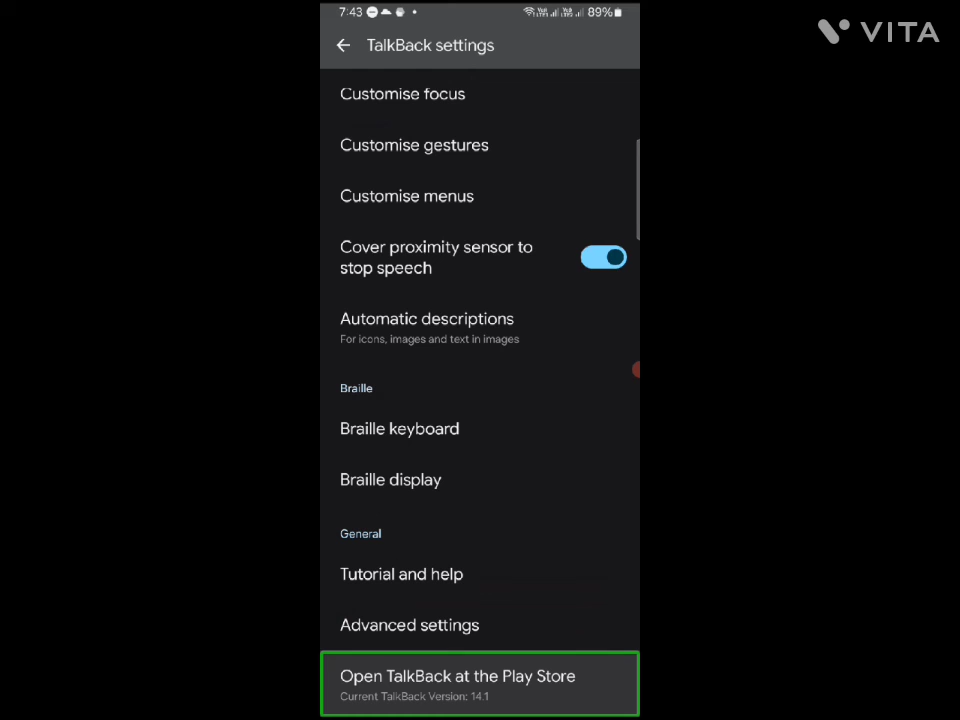 7:43
89%
VITA
TalkBack settings
Customise focus
Customise gestures
Customise menus
Cover proximity sensor to
stop speech
Automatic descriptions
For icons, images and text in images
Braille
Braille keyboard
Braille display
General
Tutorial and help
Advanced settings
Open TalkBack at the Play Store
Current TalkBack Version: 14.1